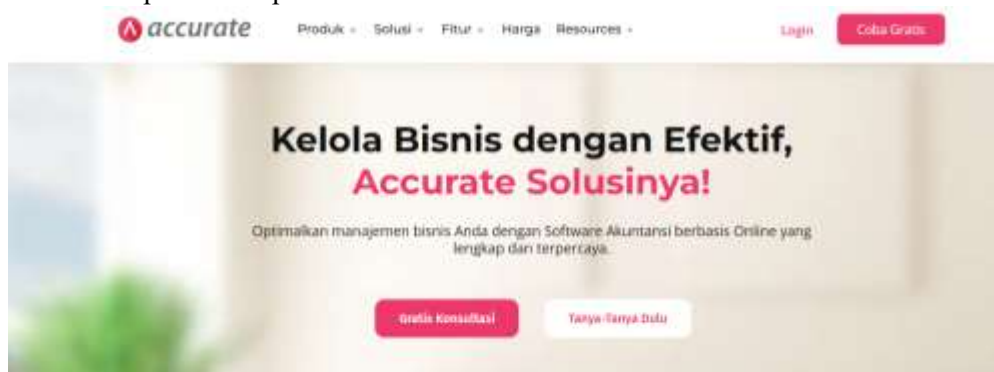 accurate
Produk Solusi Fitur Harga Resources Login Coba Gratis
Kelola Bisnis dengan Efektif,
Accurate Solusinya!
Optimalkan manajemen bisnis Anda dengan Software Akuntansi berbasis Online yang
lengkap dan terpercaya.
Gratis Konsultasi Tanya-Tanya Dulu